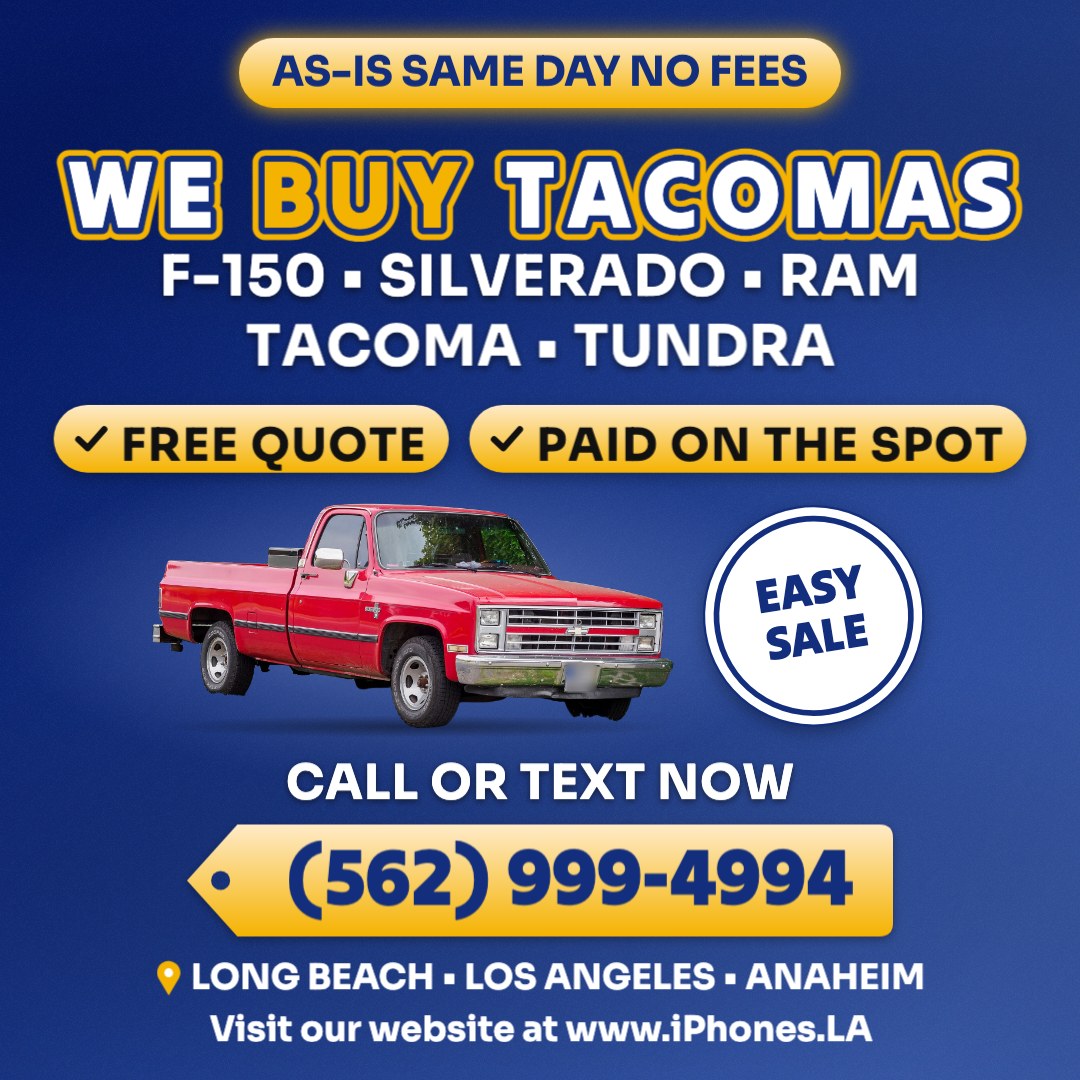 AS-IS SAME DAY NO FEES
WE BUY TACOMAS
F-150 ▪ SILVERADO ▪ RAM
TACOMA ▪ TUNDRA
✓ FREE QUOTE
✓ PAID ON THE SPOT
EASY
SALE
CALL OR TEXT NOW
(562) 999-4994
LONG BEACH ▪ LOS ANGELES ▪ ANAHEIM
Visit our website at www.iPhones.LA